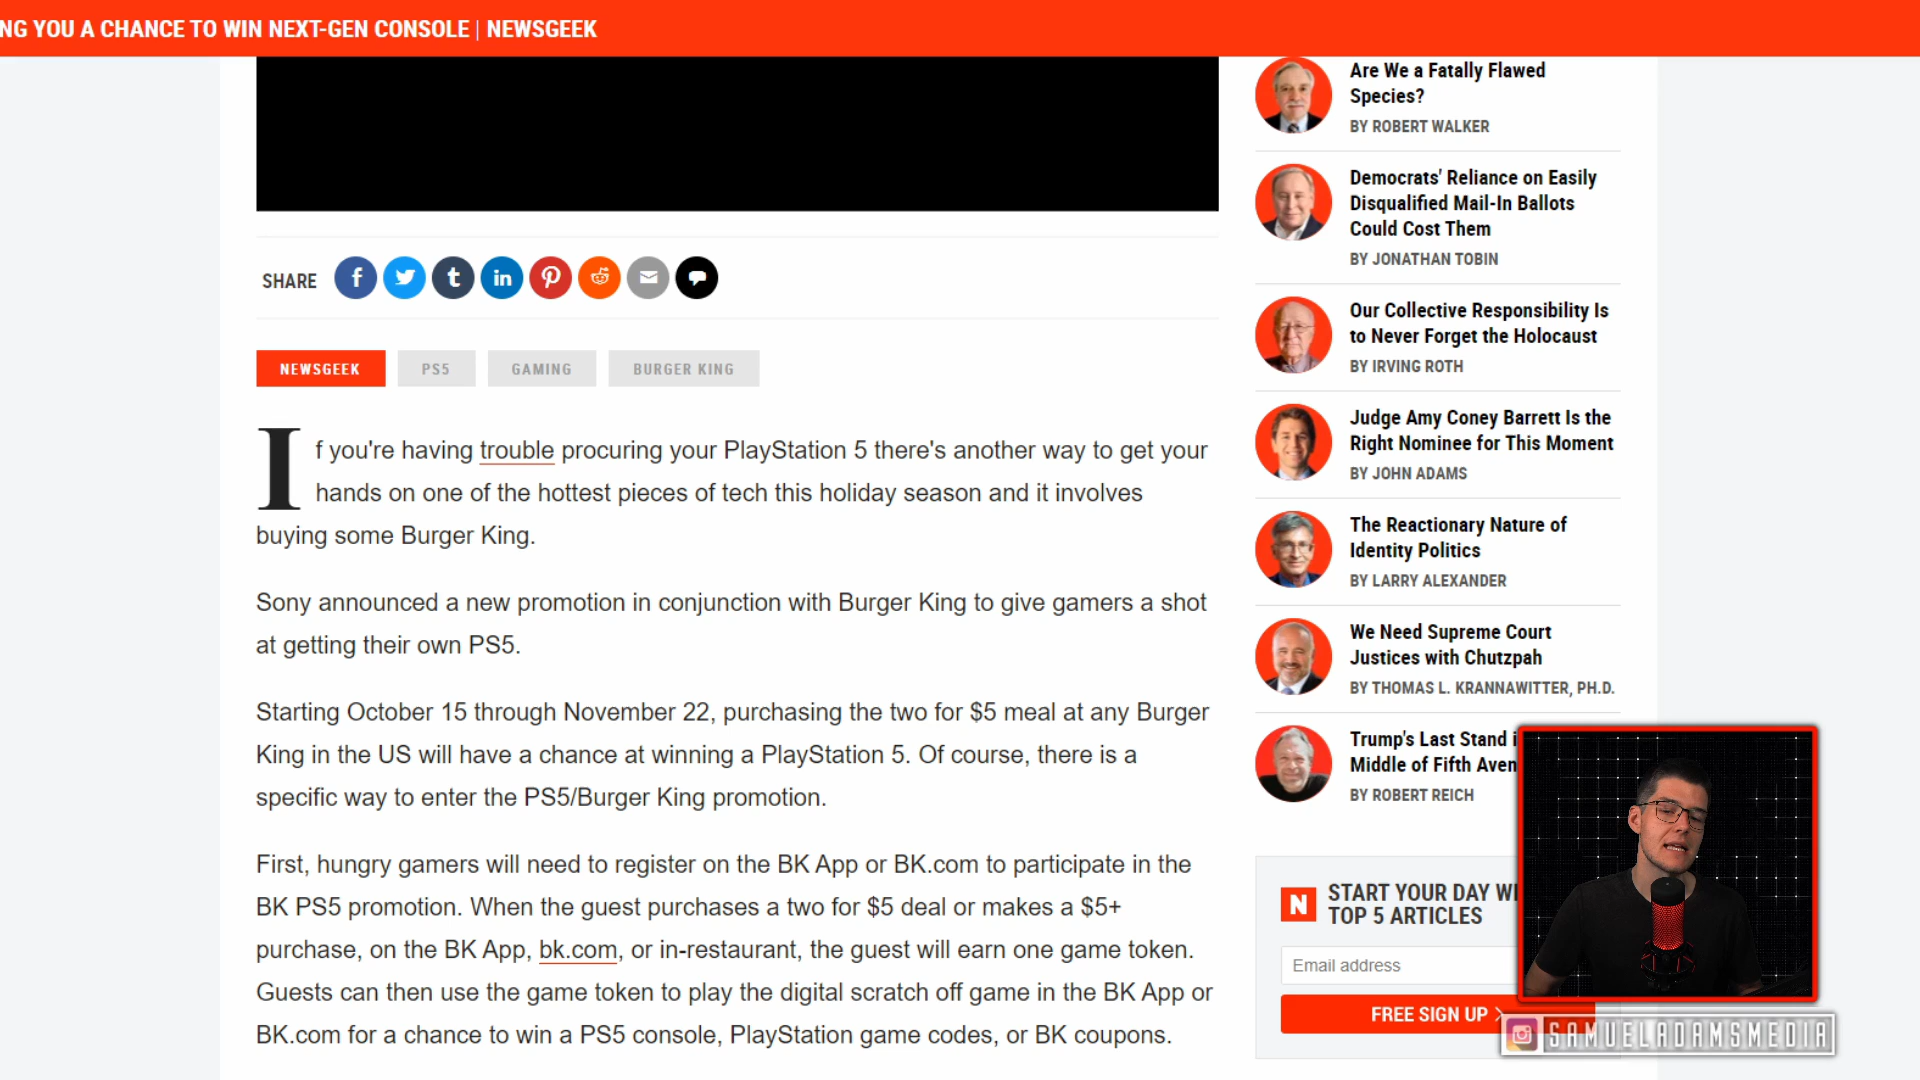 NG YOU A CHANCE TO WIN NEXT-GEN CONSOLE | NEWSGEEK
SHARE
NEWSGEEK
PS5
GAMING
BURGER KING
If you're having trouble procuring your PlayStation 5 there's another way to get your
hands on one of the hottest pieces of tech this holiday season and it involves
buying some Burger King.
Sony announced a new promotion in conjunction with Burger King to give gamers a shot
at getting their own PS5.
Starting October 15 through November 22, purchasing the two for $5 meal at any Burger
King in the US will have a chance at winning a PlayStation 5. Of course, there is a
specific way to enter the PS5/Burger King promotion.
First, hungry gamers will need to register on the BK App or BK.com to participate in the
BK PS5 promotion. When the guest purchases a two for $5 deal or makes a $5+
purchase, on the BK App, bk.com, or in-restaurant, the guest will earn one game token.
Guests can then use the game token to play the digital scratch off game in the BK App or
BK.com for a chance to win a PS5 console, PlayStation game codes, or BK coupons.
Are We a Fatally Flawed
Species?
BY ROBERT WALKER
Democrats' Reliance on Easily
Disqualified Mail-In Ballots
Could Cost Them
BY JONATHAN TOBIN
Our Collective Responsibility Is
to Never Forget the Holocaust
BY IRVING ROTH
Judge Amy Coney Barrett Is the
Right Nominee for This Moment
BY JOHN ADAMS
The Reactionary Nature of
Identity Politics
BY LARRY ALEXANDER
We Need Supreme Court
Justices with Chutzpah
BY THOMAS L. KRANNAWITTER, PH.D.
Trump's Last Stand i
Middle of Fifth Aven
BY ROBERT REICH
N
START YOUR DAY WI
TOP 5 ARTICLES
Email address
FREE SIGN UP >
SAMUELADAMSMEDIA